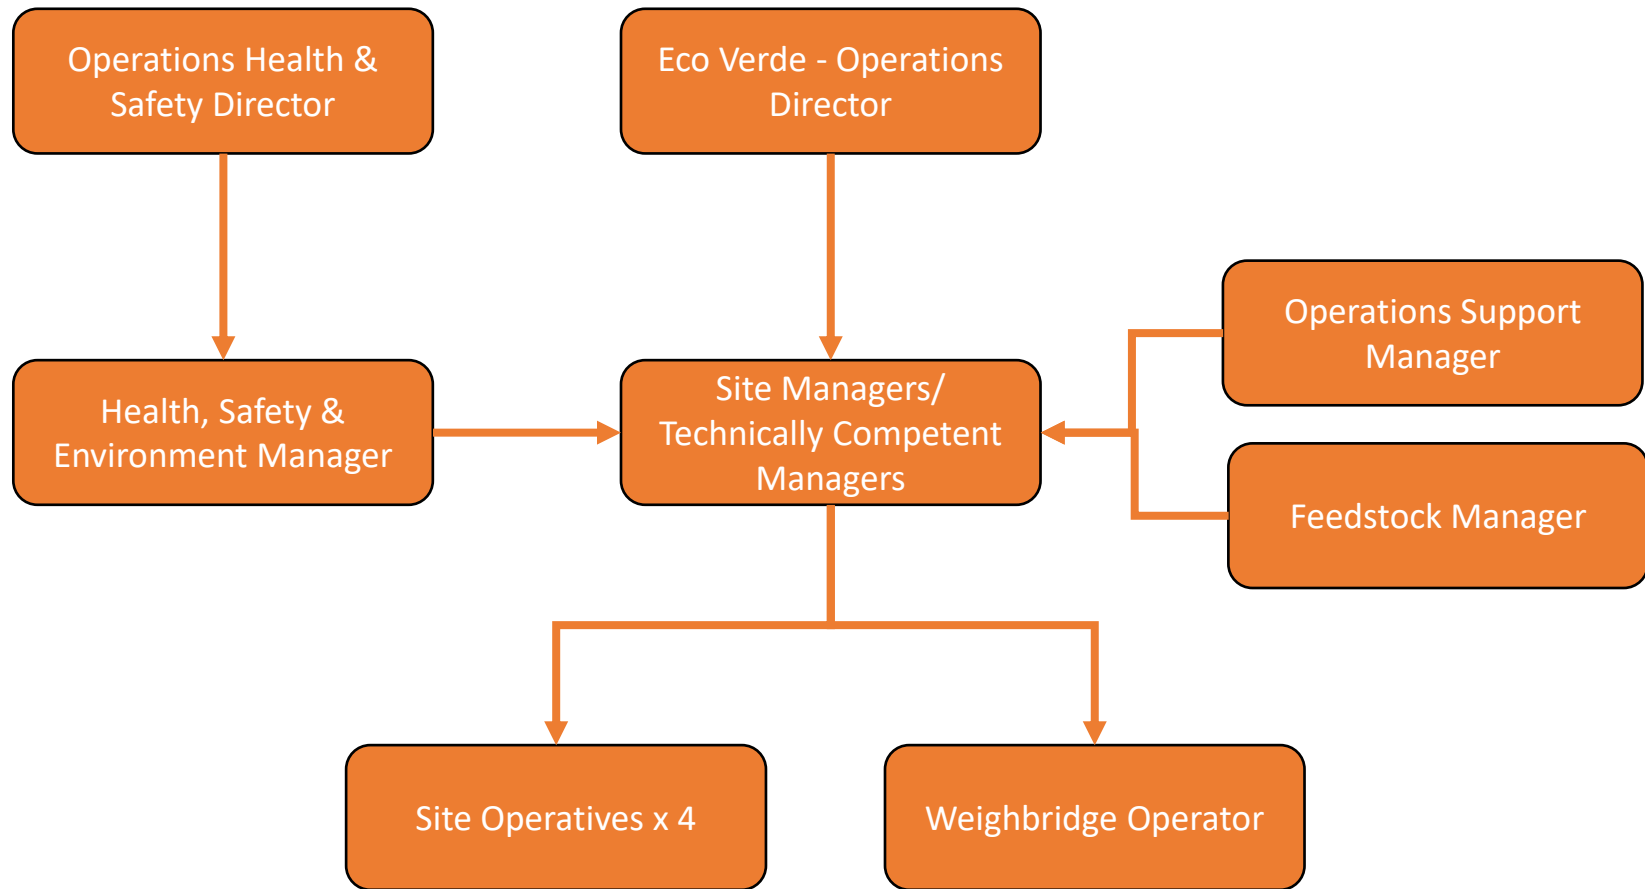 Operations Health &
Safety Director
Eco Verde - Operations
Director
Operations Support
Manager
Health, Safety &
Environment Manager
Site Managers/
Technically Competent
Managers
Feedstock Manager
Site Operatives x 4
Weighbridge Operator